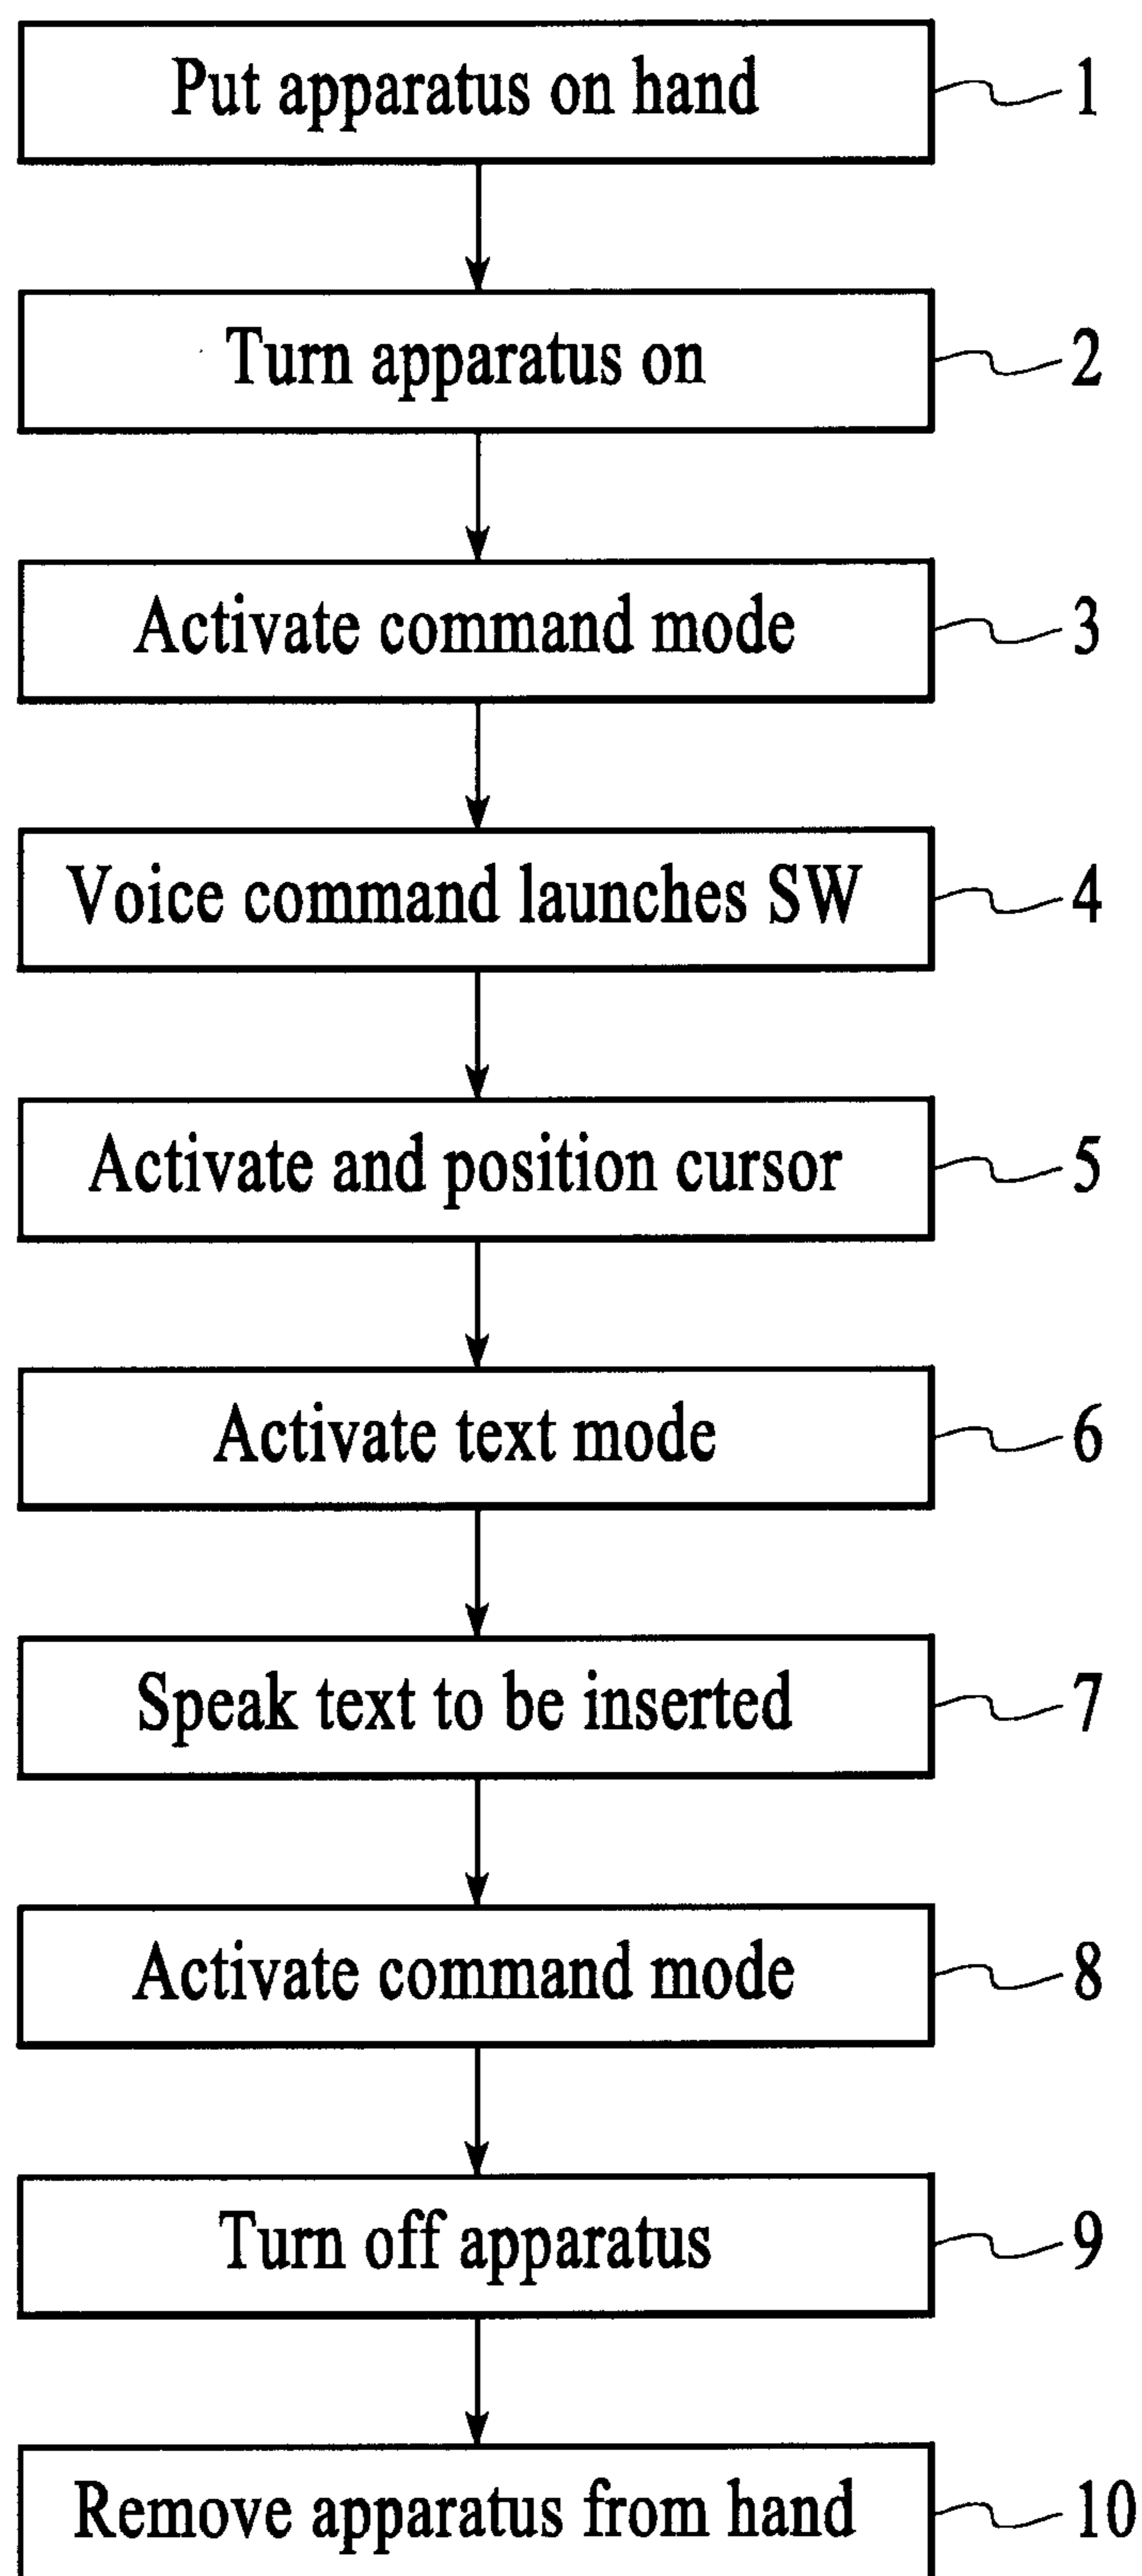 Put apparatus on hand 1
Turn apparatus on 2
Activate command mode 3
Voice command launches SW 4
Activate and position cursor 5
Activate text mode 6
Speak text to be inserted 7
Activate command mode 8
Turn off apparatus 9
Remove apparatus from hand 10